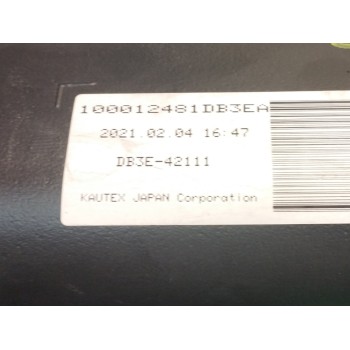 100012481DB3EA
2021.02.04 16:47
DB3E-42111
KAUTEX JAPAN Corporation